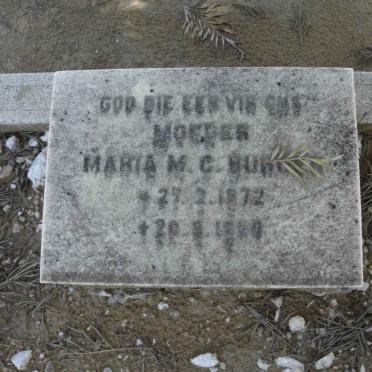 GOD DIE EER VIR ONS
MOEDER
MARIA M. C.
* 27.2.1872